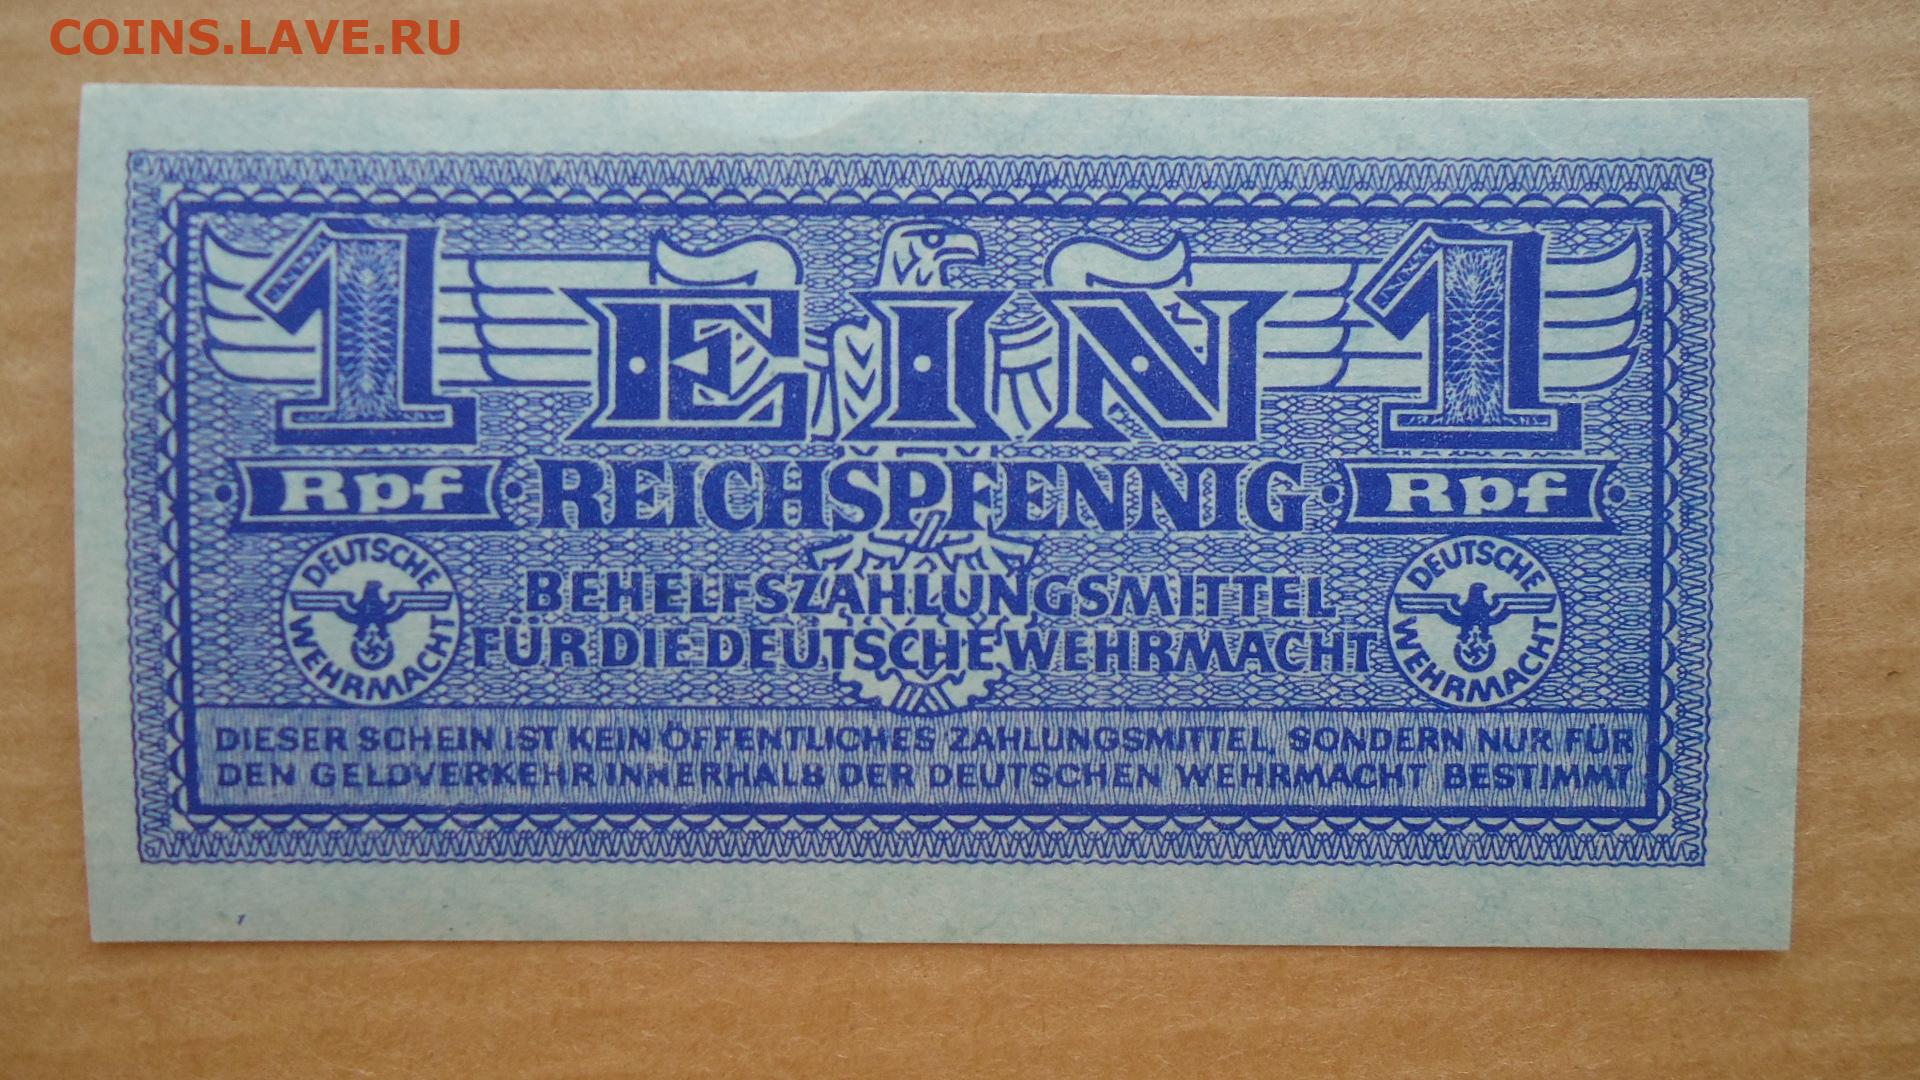 COINS.LAVE.RU
1 EIN 1
Rpf REICHSPFENNIG Rpf
DEUTSCHE WEHRMACHT
BEHELFSZAHLUNGSMITTEL
FÜR DIE DEUTSCHE WEHRMACHT
DEUTSCHE WEHRMACHT
DIESER SCHEIN IST KEIN ÖFFENTLICHES ZAHLUNGSMITTEL, SONDERN NUR FÜR
DEN GELDVERKEHR INNERHALB DER DEUTSCHEN WEHRMACHT BESTIMMT